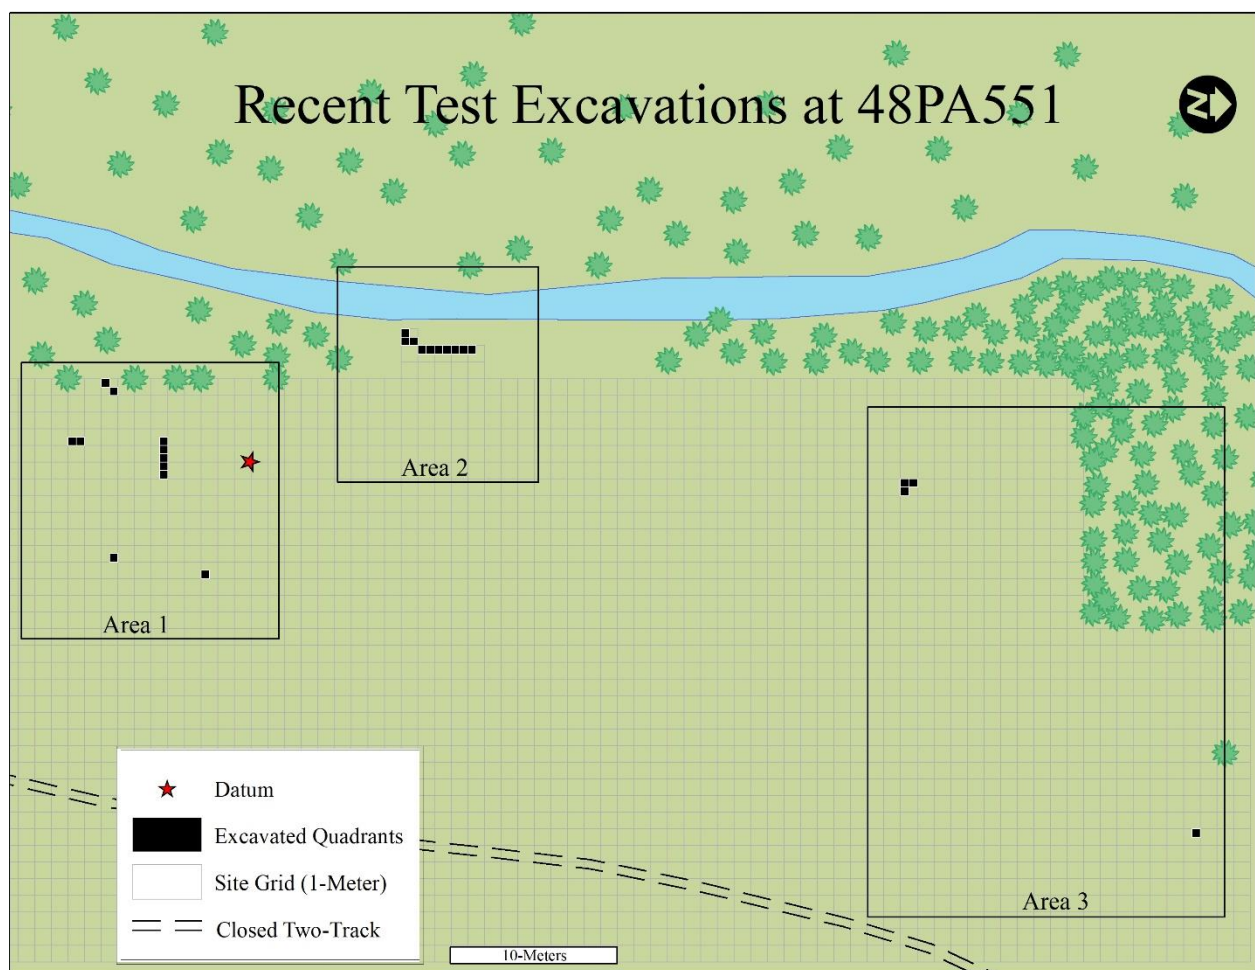 Recent Test Excavations at 48PA551
N
Area 2
Area 1
Area 3
Datum
Excavated Quadrants
Site Grid (1-Meter)
Closed Two-Track
10-Meters